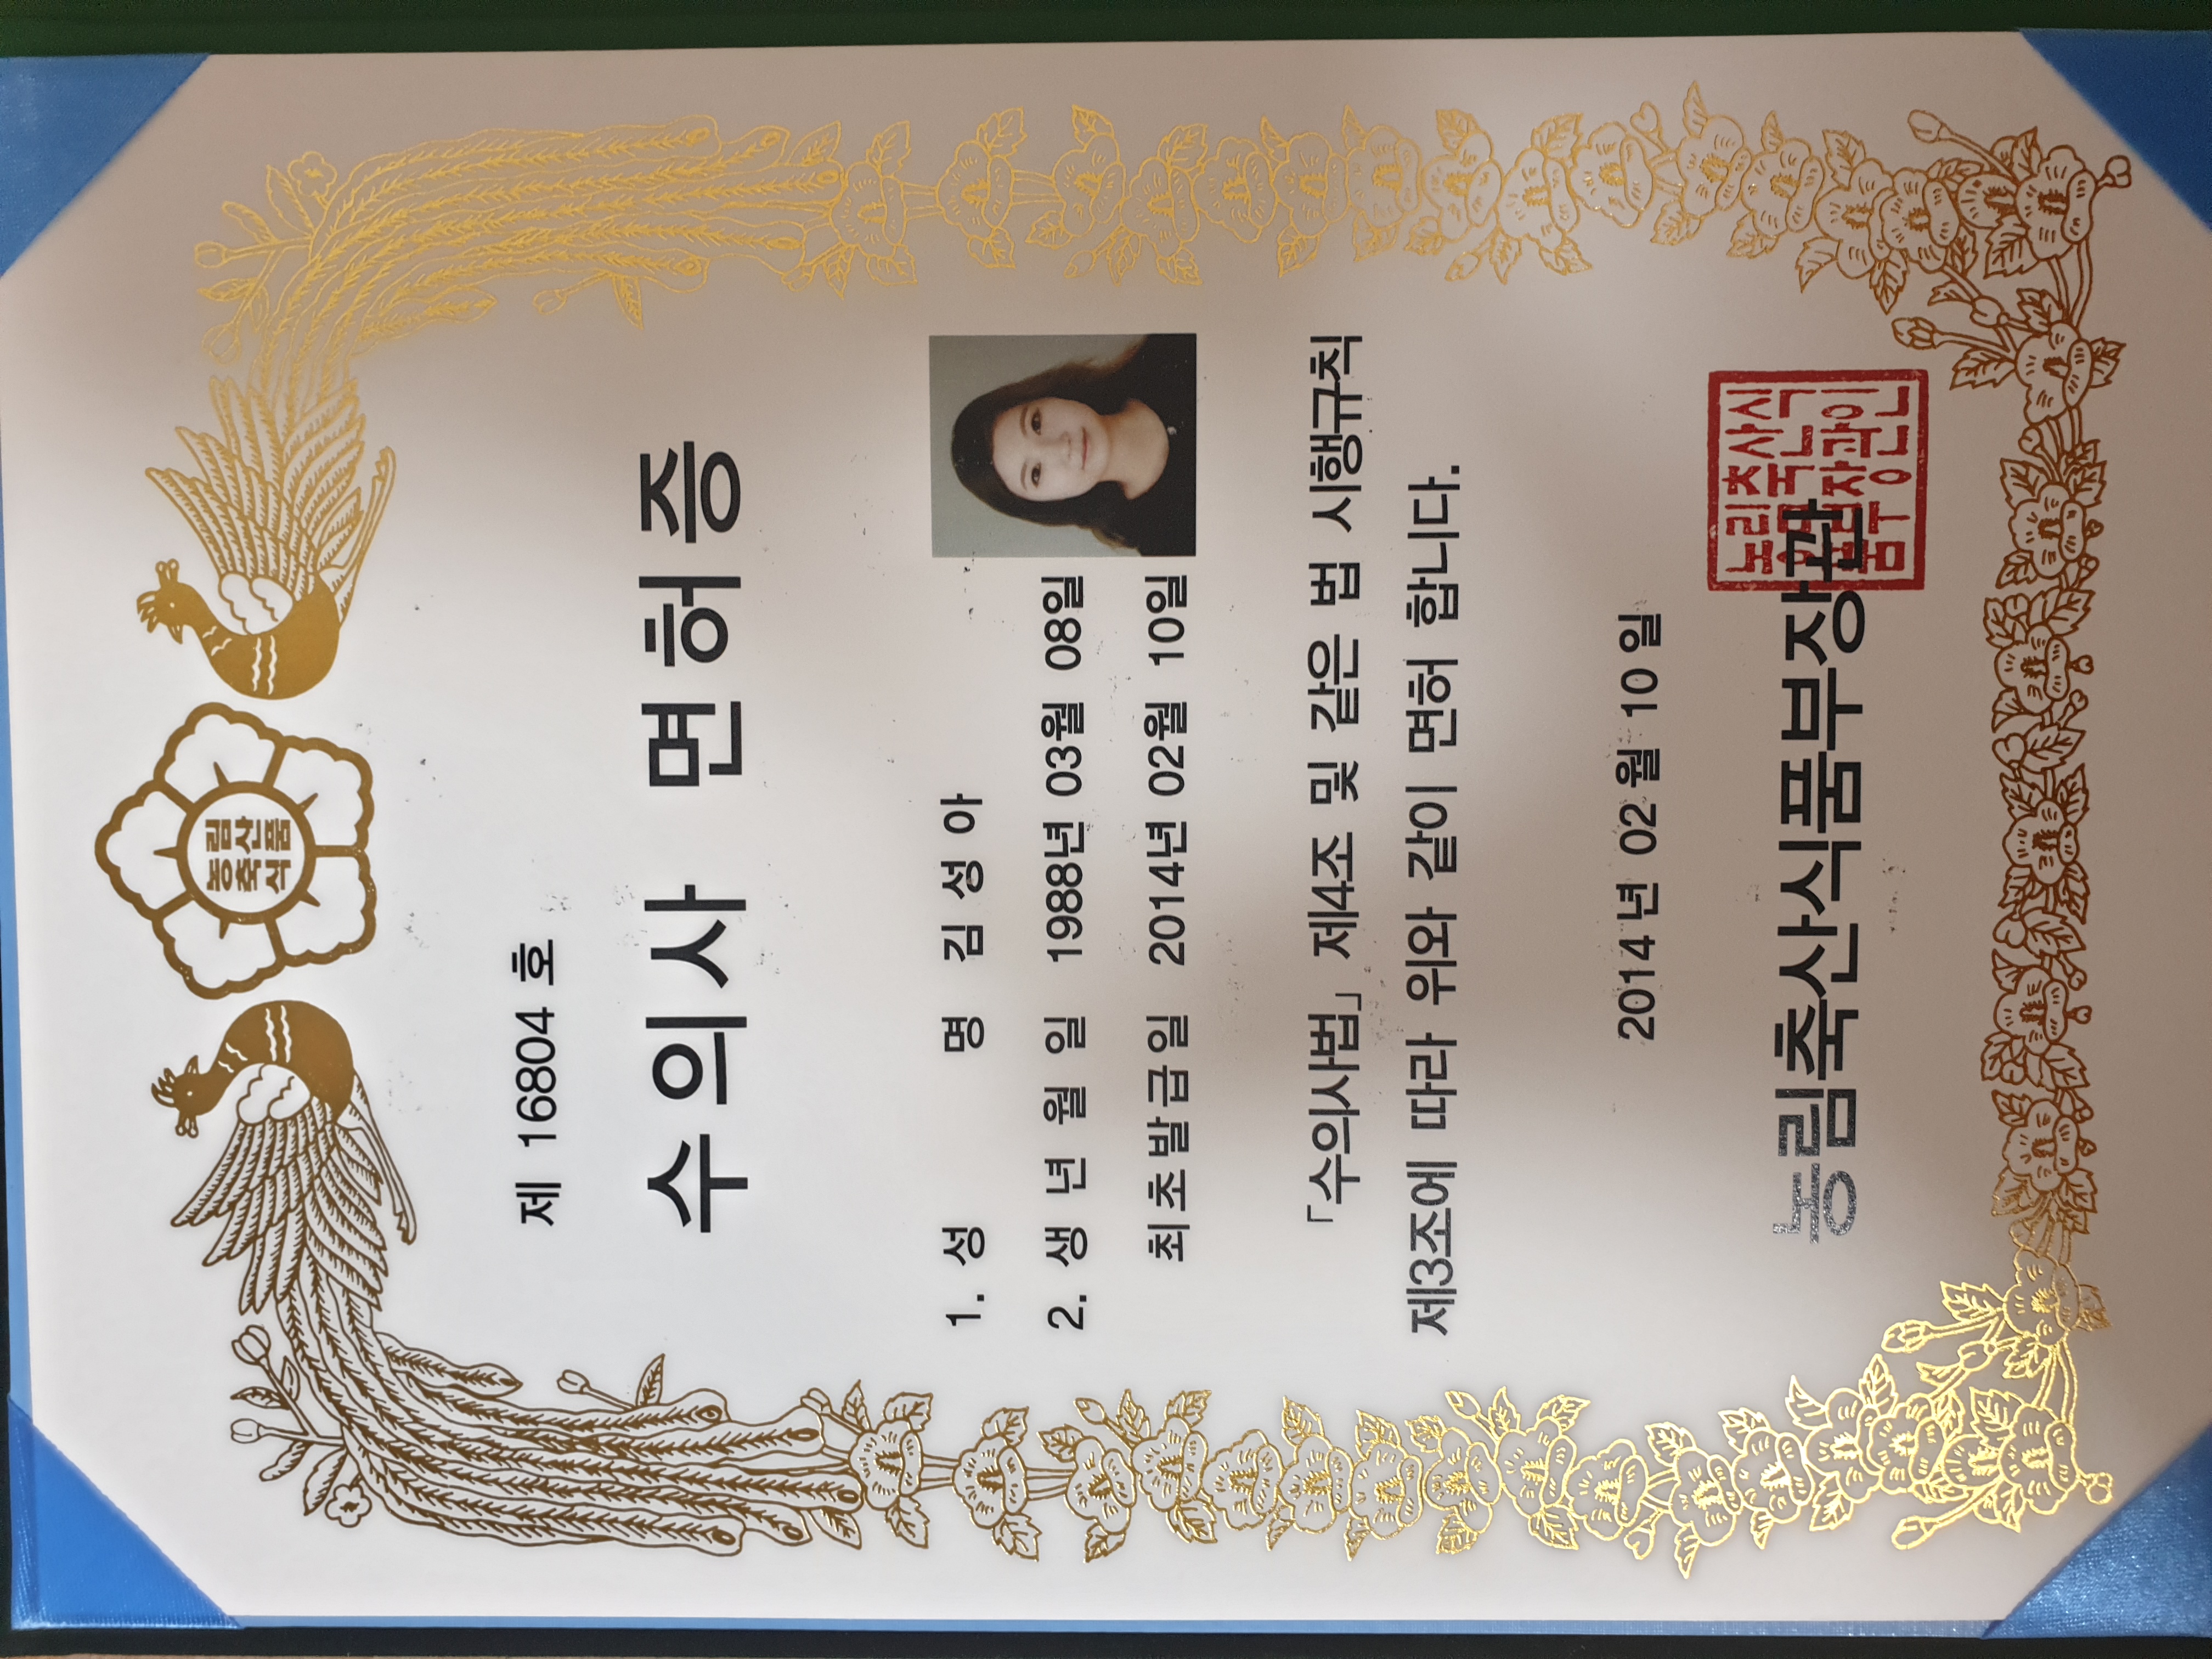 농림
축산
식품
제 16804 호
수의사 면허증
1. 성 명 김 성 아
2. 생 년 월 일 1988년 03월 08일
최초발급일 2014년 02월 10일
「수의사법」 제4조 및 같은 법 시행규칙
제3조에 따라 위와 같이 면허 합니다.
2014 년 02 월 10 일
농림축산식품부장관
농림축산식
품부장관인